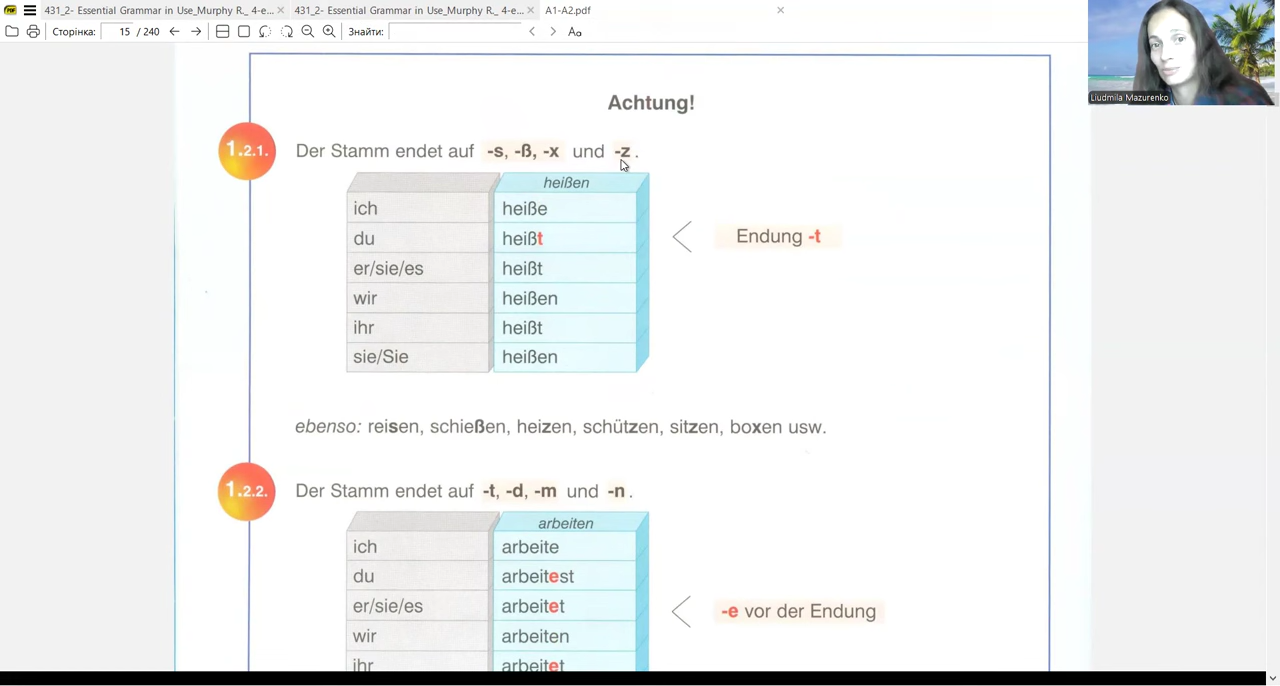 431_2- Essential Grammar in Use_Murphy R._ 4-e...
431_2- Essential Grammar in Use_Murphy R._ 4-e...
A1-A2.pdf
Сторінка: 15 / 240
Знайти:
Liudmila Mazurenko
Achtung!
1.2.1. Der Stamm endet auf -s, -ß, -x und -z.
heißen
ich heiße
du heißt
er/sie/es heißt
wir heißen
ihr heißt
sie/Sie heißen
Endung -t
ebenso: reisen, schießen, heizen, schützen, sitzen, boxen usw.
1.2.2. Der Stamm endet auf -t, -d, -m und -n.
arbeiten
ich arbeite
du arbeitest
er/sie/es arbeitet
wir arbeiten
ihr arbeitet
-e vor der Endung